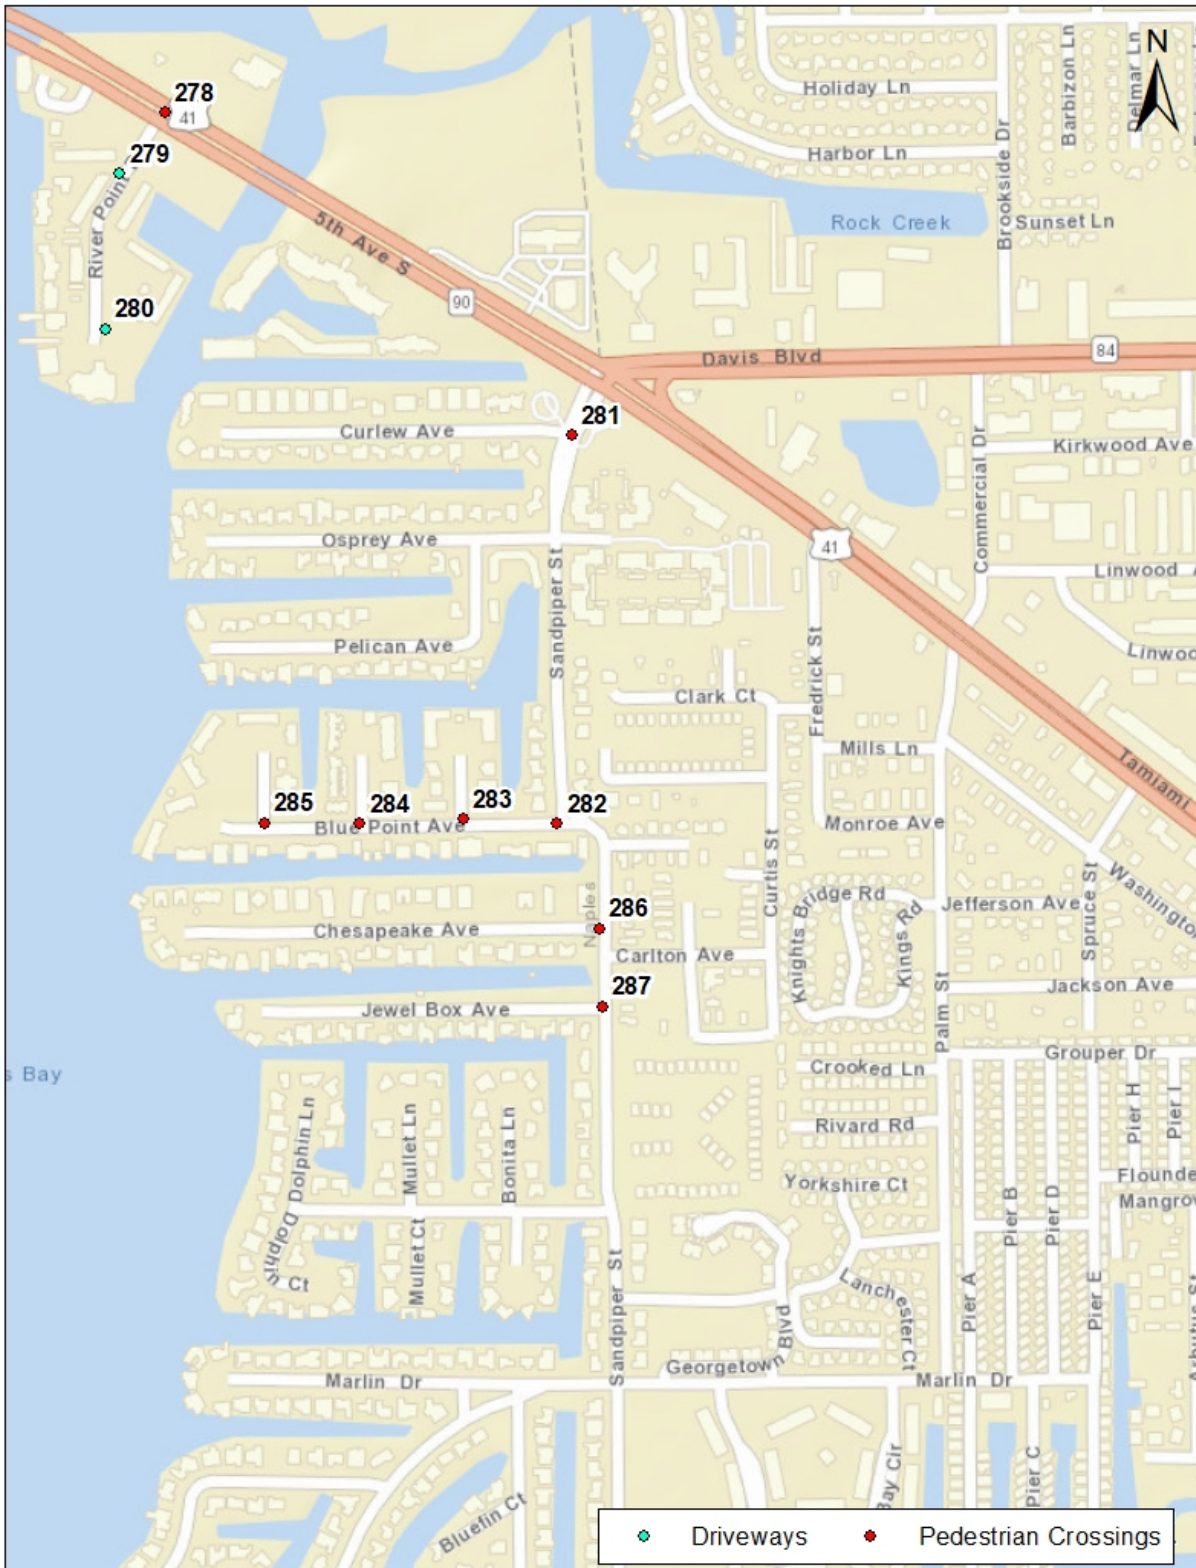 N
278
41
279
River Point
280
Holiday Ln
Harbor Ln
Barbizon Ln
Delmar Ln
Brookside Dr
Rock Creek
Sunset Ln
5th Ave S
90
Davis Blvd
84
281
Curlew Ave
Kirkwood Ave
Commercial Dr
Osprey Ave
41
Linwood
Sandpiper St
Pelican Ave
Fredrick St
Clark Ct
Mills Ln
Tamiami
285
284
283
282
Blue Point Ave
Monroe Ave
Curtis St
Washington
Naples
286
Knights Bridge Rd
Kings Rd
Jefferson Ave
Spruce St
Chesapeake Ave
Carlton Ave
287
Jewel Box Ave
Jackson Ave
Palm St
Grouper Dr
s Bay
Crooked Ln
Pier H
Pier I
Dolphin Ln
Mullet Ln
Bonita Ln
Rivard Rd
Yorkshire Ct
Flounde
Mangrov
Pier B
Pier D
Dolphin Ct
Mullet Ct
Sandpiper St
Lanchester Ct
Pier A
Pier E
Georgetown Blvd
Marlin Dr
Marlin Dr
Bay Cir
Pier C
Bluefin Ct
Driveways
Pedestrian Crossings